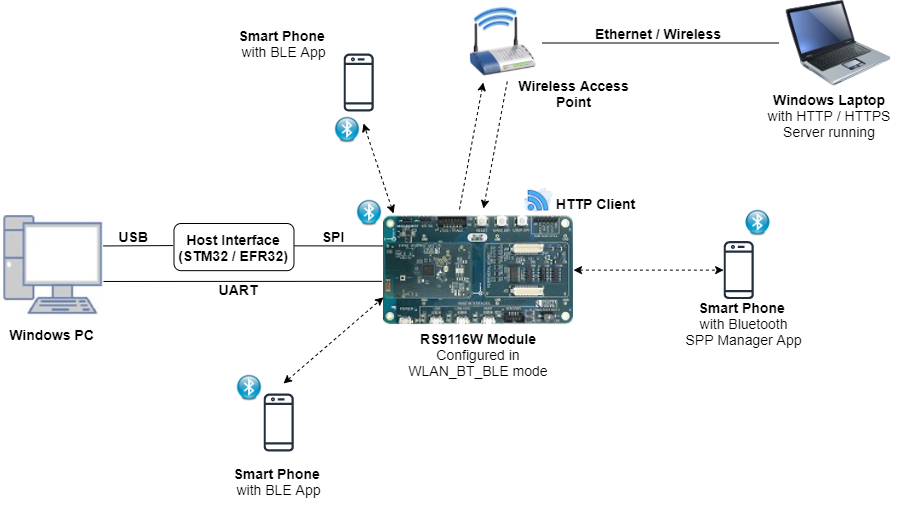 Smart Phone
with BLE App
Ethernet / Wireless
Wireless Access
Point
Windows Laptop
with HTTP / HTTPS
Server running
HTTP Client
USB
Host Interface
(STM32 / EFR32)
SPI
UART
Windows PC
RS9116W Module
Configured in
WLAN_BT_BLE mode
Smart Phone
with Bluetooth
SPP Manager App
Smart Phone
with BLE App